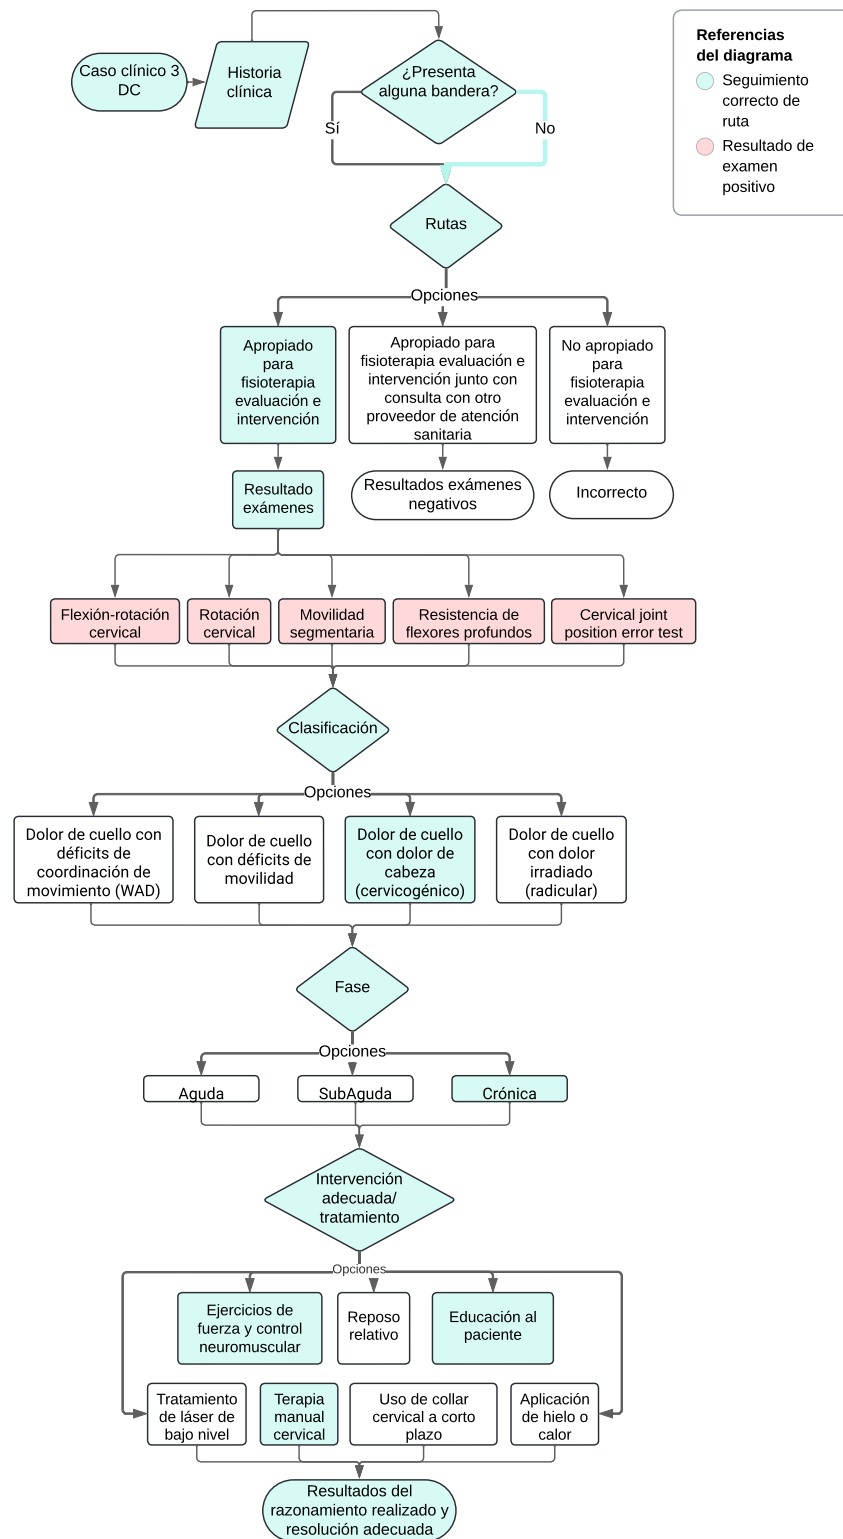 Caso clínico 3
DC
Historia
clínica
¿Presenta
alguna bandera?
Sí
No
Referencias
del diagrama
Seguimiento
correcto de
ruta
Resultado de
examen
positivo
Rutas
Opciones
Apropiado
para
fisioterapia
evaluación e
intervención
Apropiado para
fisioterapia evaluación e
intervención junto con
consulta con otro
proveedor de atención
sanitaria
No apropiado
para
fisioterapia
evaluación e
intervención
Resultado
exámenes
Resultados exámenes
negativos
Incorrecto
Flexión-rotación
cervical
Rotación
cervical
Movilidad
segmentaria
Resistencia de
flexores profundos
Cervical joint
position error test
Clasificación
Opciones
Dolor de cuello con
déficits de
coordinación de
movimiento (WAD)
Dolor de cuello
con déficits de
movilidad
Dolor de cuello
con dolor de
cabeza
(cervicogénico)
Dolor de cuello
con dolor
irradiado
(radicular)
Fase
Opciones
Aguda
SubAguda
Crónica
Intervención
adecuada/
tratamiento
Opciones
Ejercicios de
fuerza y control
neuromuscular
Reposo
relativo
Educación al
paciente
Tratamiento
de láser de
bajo nivel
Terapia
manual
cervical
Uso de collar
cervical a corto
plazo
Aplicación
de hielo o
calor
Resultados del
razonamiento realizado y
resolución adecuada